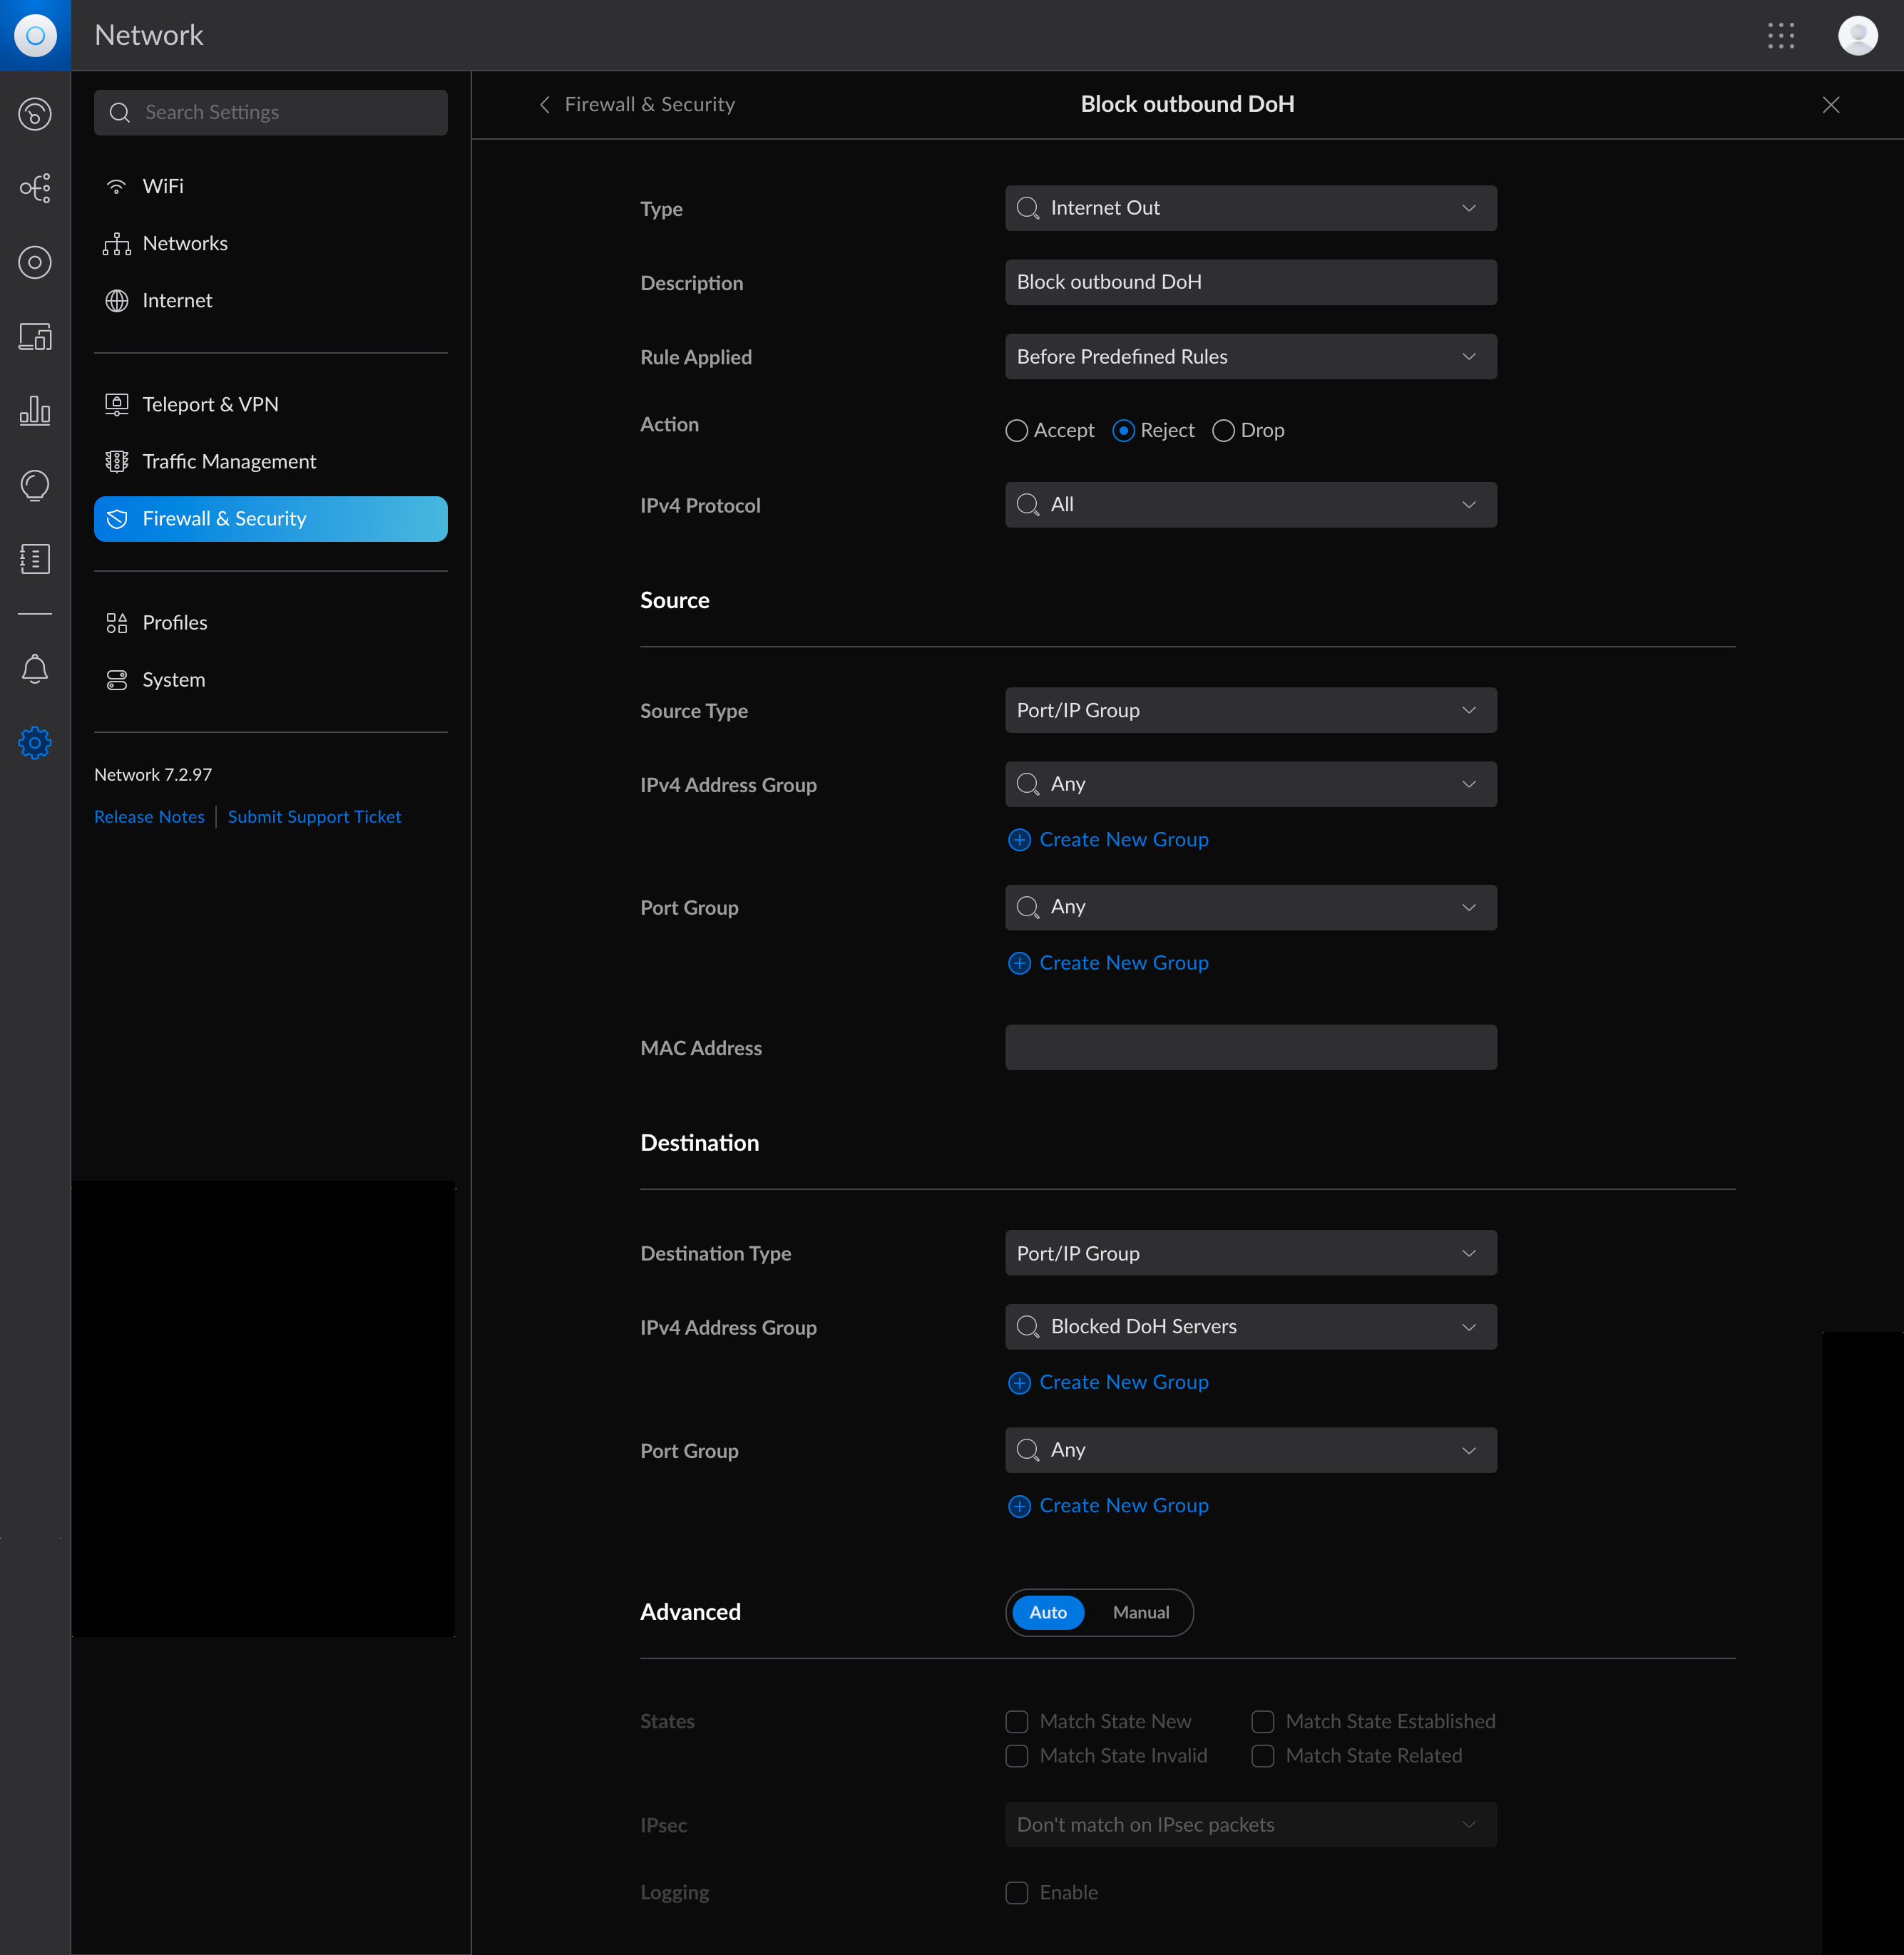 Network
Search Settings
WiFi
Networks
Internet
Teleport & VPN
Traffic Management
Firewall & Security
Profiles
System
Network 7.2.97
Release Notes
Submit Support Ticket
Firewall & Security
Block outbound DoH
Type
Internet Out
Description
Block outbound DoH
Rule Applied
Before Predefined Rules
Action
Accept Reject Drop
IPv4 Protocol
All
Source
Source Type
Port/IP Group
IPv4 Address Group
Any
Create New Group
Port Group
Any
Create New Group
MAC Address
Destination
Destination Type
Port/IP Group
IPv4 Address Group
Blocked DoH Servers
Create New Group
Port Group
Any
Create New Group
Advanced
Auto Manual
States
Match State New Match State Established
Match State Invalid Match State Related
IPsec
Don't match on IPsec packets
Logging
Enable